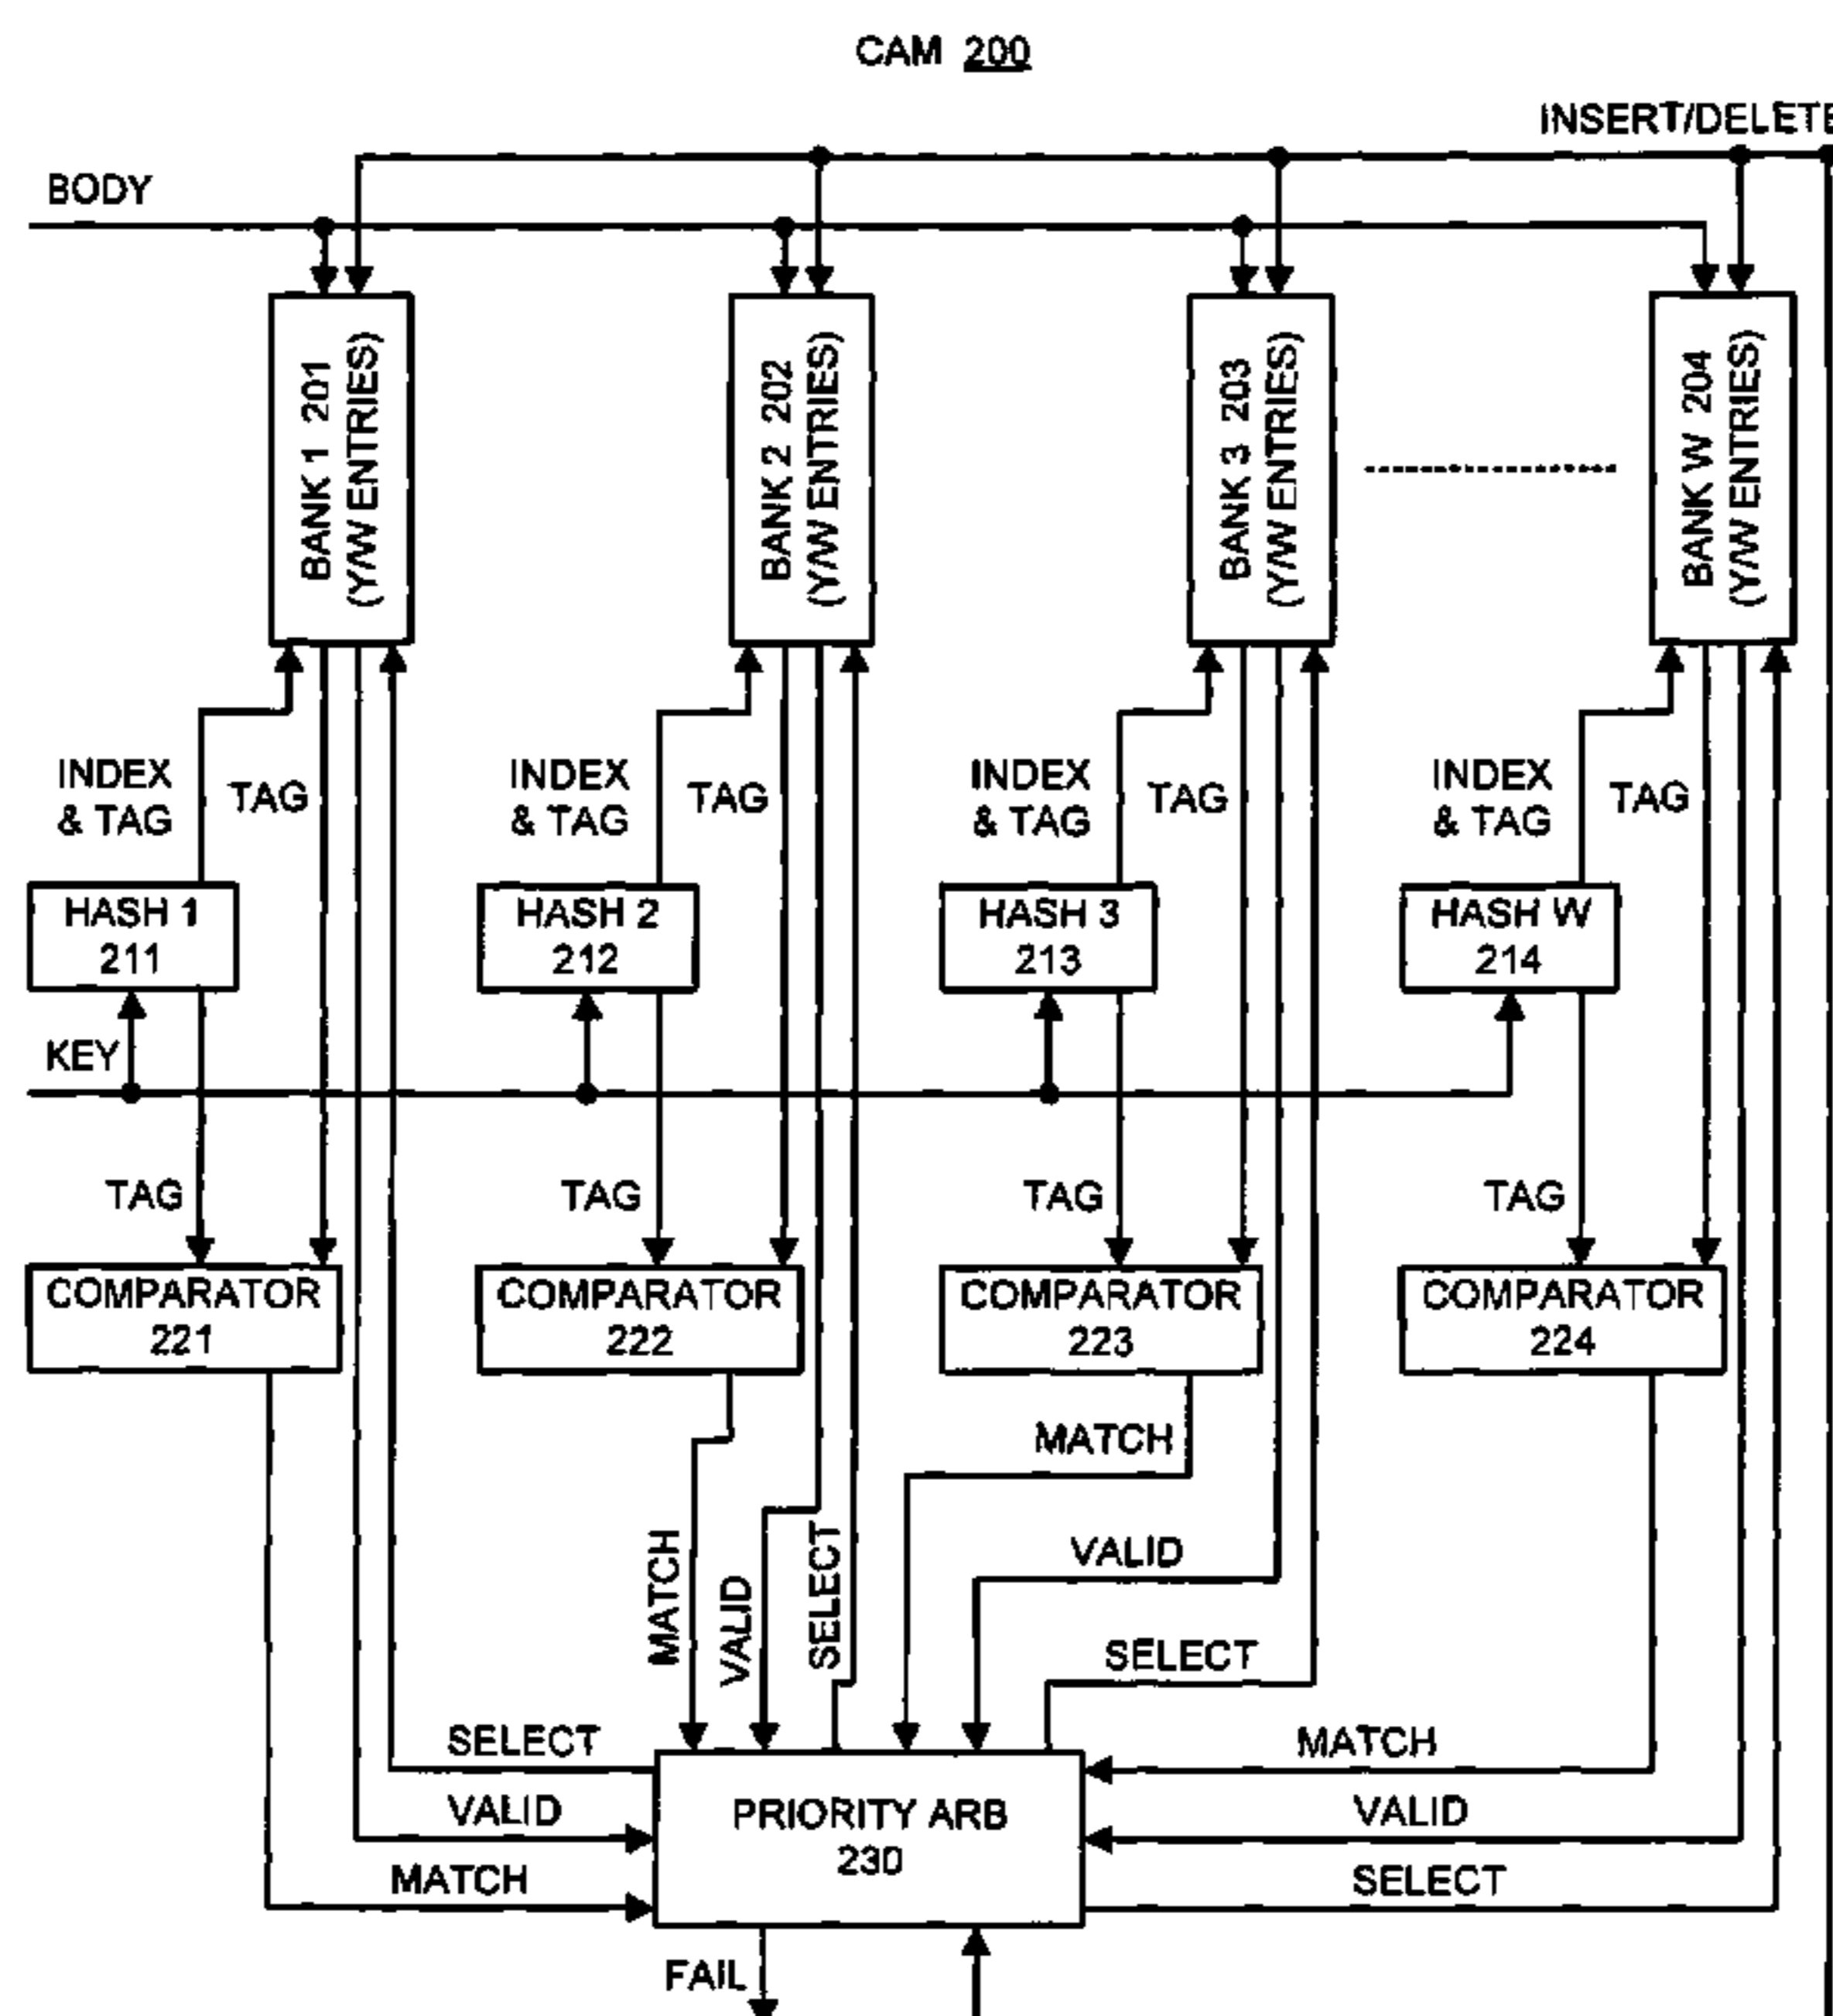 CAM 200
INSERT/DELETE
BODY
BANK 1 201
(Y/W ENTRIES)
BANK 2 202
(Y/W ENTRIES)
BANK 3 203
(Y/W ENTRIES)
BANK W 204
(Y/W ENTRIES)
INDEX
& TAG
TAG
INDEX
& TAG
TAG
INDEX
& TAG
TAG
INDEX
& TAG
TAG
HASH 1
211
HASH 2
212
HASH 3
213
HASH W
214
KEY
TAG
TAG
TAG
TAG
COMPARATOR
221
COMPARATOR
222
COMPARATOR
223
COMPARATOR
224
MATCH
VALID
SELECT
MATCH
VALID
SELECT
SELECT
VALID
MATCH
PRIORITY ARB
230
MATCH
VALID
SELECT
FAIL